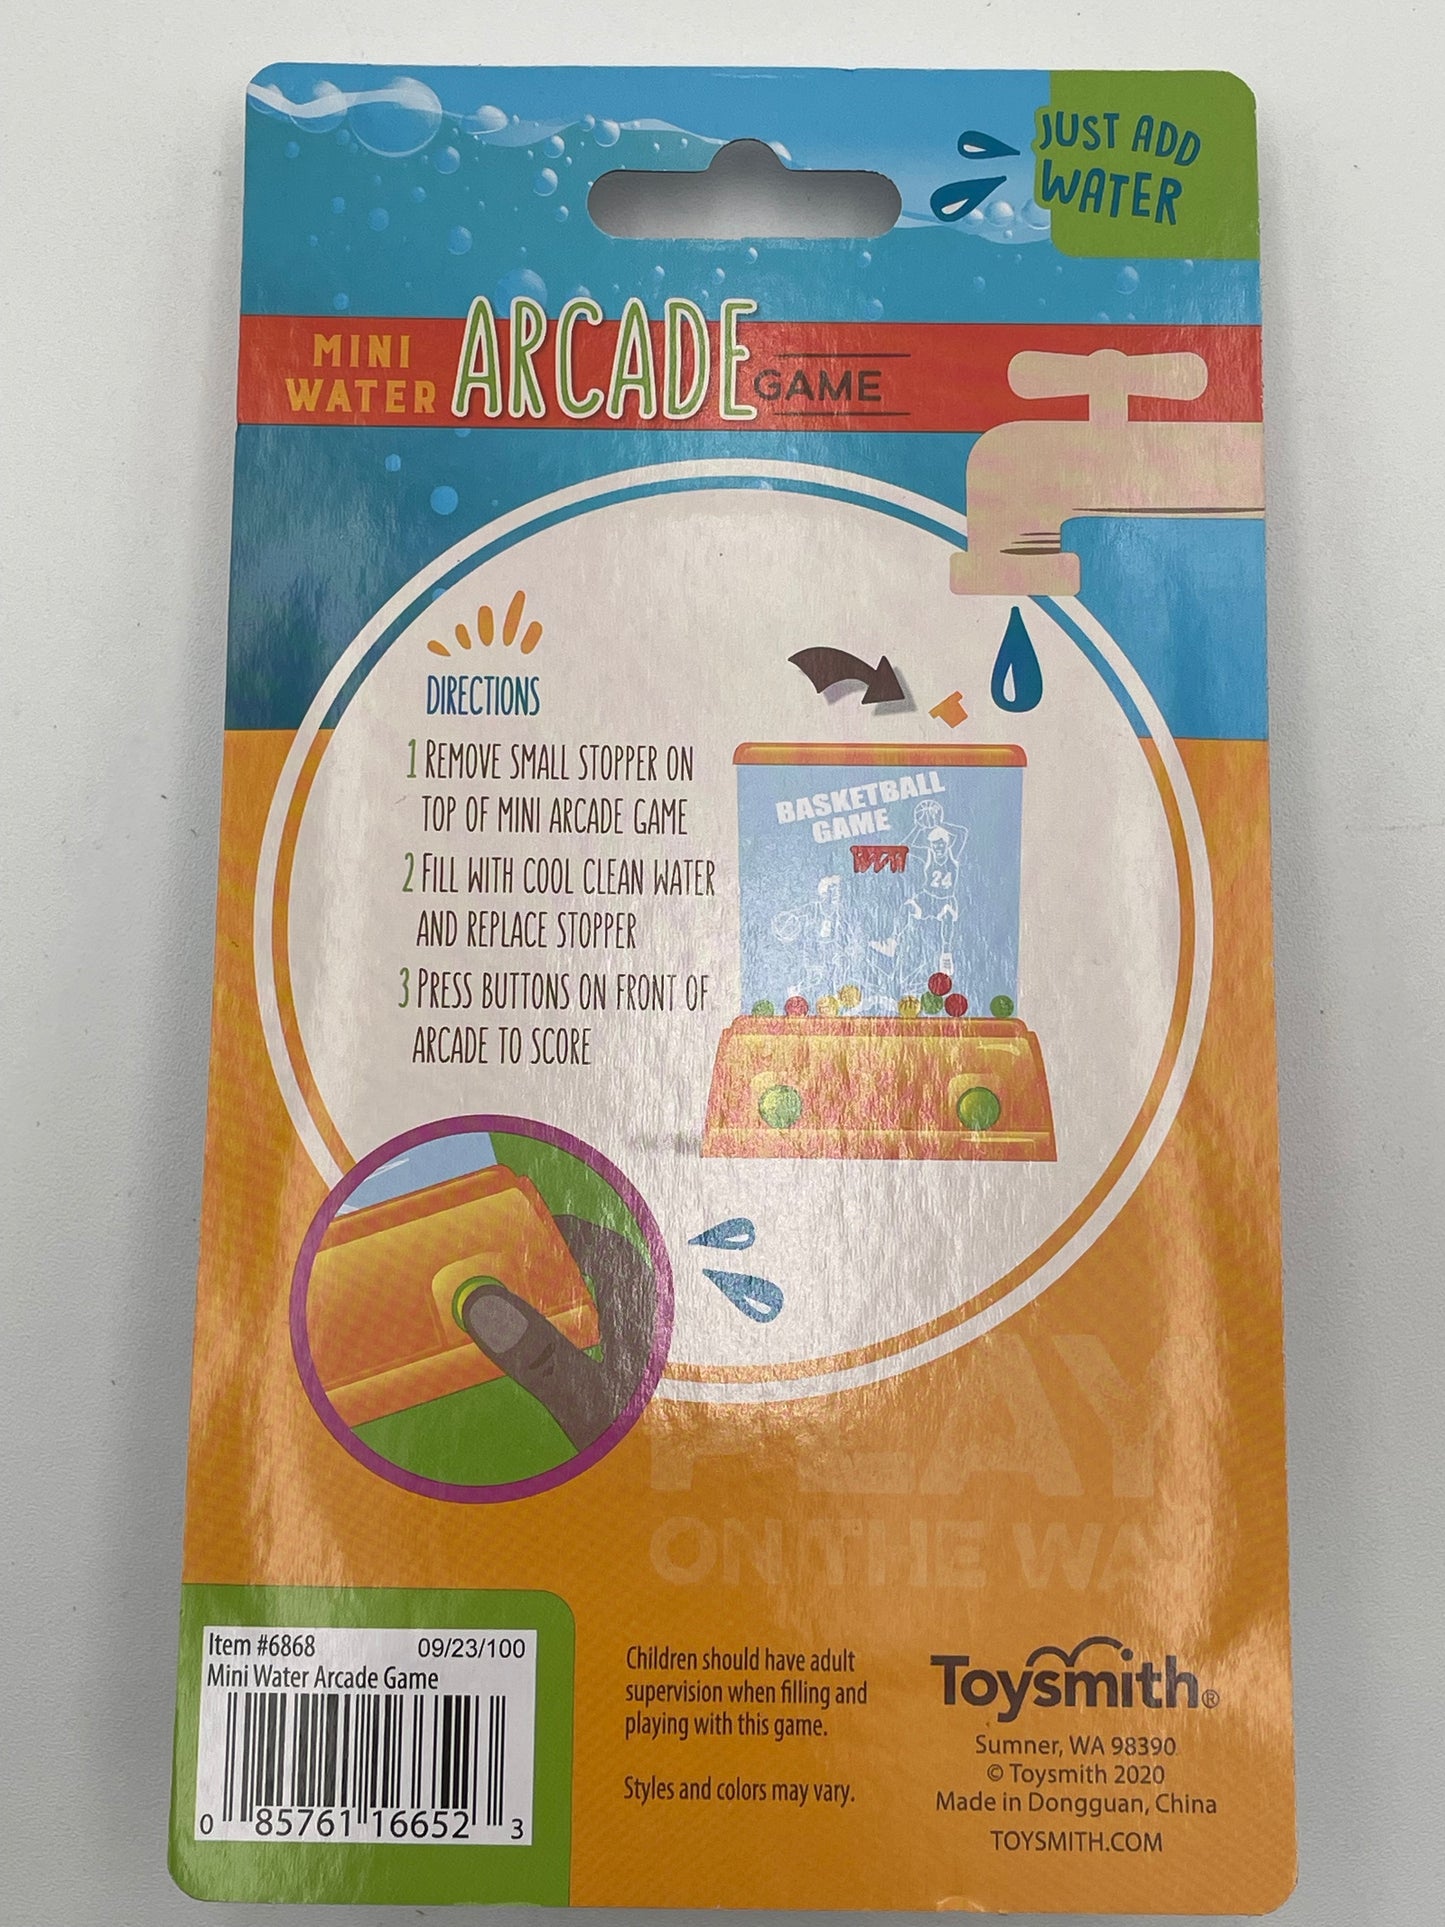 JUST ADD
WATER
MINI
WATER
ARCADE
GAME
DIRECTIONS
1 REMOVE SMALL STOPPER ON
TOP OF MINI ARCADE GAME
2 FILL WITH COOL CLEAN WATER
AND REPLACE STOPPER
3 PRESS BUTTONS ON FRONT OF
ARCADE TO SCORE
BASKETBALL
GAME
24
PLAY
ON THE WA
Item #6868 09/23/100
Mini Water Arcade Game
0 85761 16652 3
Children should have adult
supervision when filling and
playing with this game.
Styles and colors may vary.
Toysmith®
Sumner, WA 98390
© Toysmith 2020
Made in Dongguan, China
TOYSMITH.COM